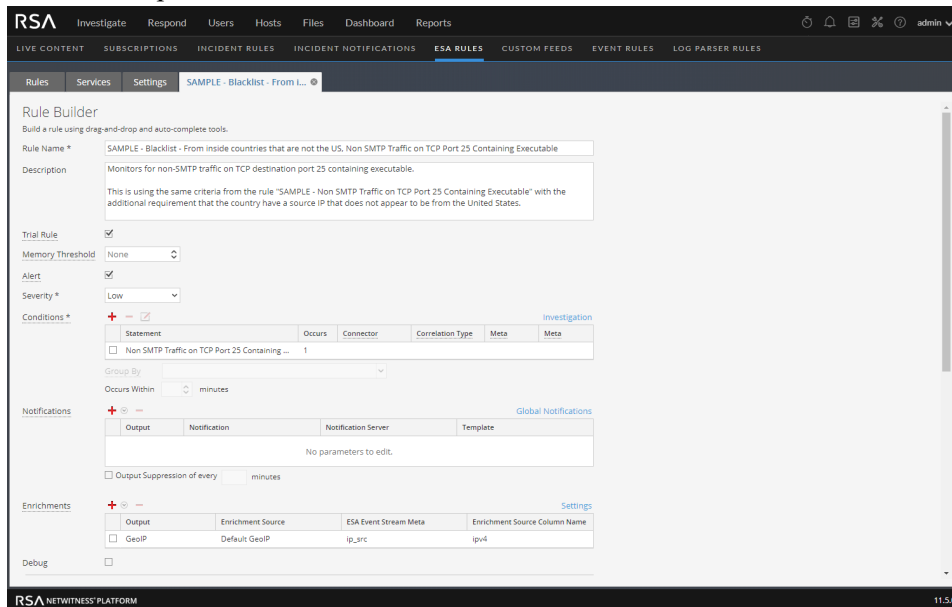 RSA Investigate Respond Users Hosts Files Dashboard Reports admin
LIVE CONTENT SUBSCRIPTIONS INCIDENT RULES INCIDENT NOTIFICATIONS ESA RULES CUSTOM FEEDS EVENT RULES LOG PARSER RULES
Rules Services Settings SAMPLE - Blacklist - From i...
Rule Builder
Build a rule using drag-and-drop and auto-complete tools.
Rule Name * SAMPLE - Blacklist - From inside countries that are not the US, Non SMTP Traffic on TCP Port 25 Containing Executable
Description Monitors for non-SMTP traffic on TCP destination port 25 containing executable.
This is using the same criteria from the rule "SAMPLE - Non SMTP Traffic on TCP Port 25 Containing Executable" with the
additional requirement that the country have a source IP that does not appear to be from the United States.
Trial Rule
Memory Threshold None
Alert
Severity * Low
Conditions * Investigation
Statement Occurs Connector Correlation Type Meta Meta
Non SMTP Traffic on TCP Port 25 Containing ... 1
Group By
Occurs Within minutes
Notifications Global Notifications
Output Notification Notification Server Template
No parameters to edit.
Output Suppression of every minutes
Enrichments Settings
Output Enrichment Source ESA Event Stream Meta Enrichment Source Column Name
GeoIP Default GeoIP ip_src ipv4
Debug
RSA NETWITNESS® PLATFORM 11.5.